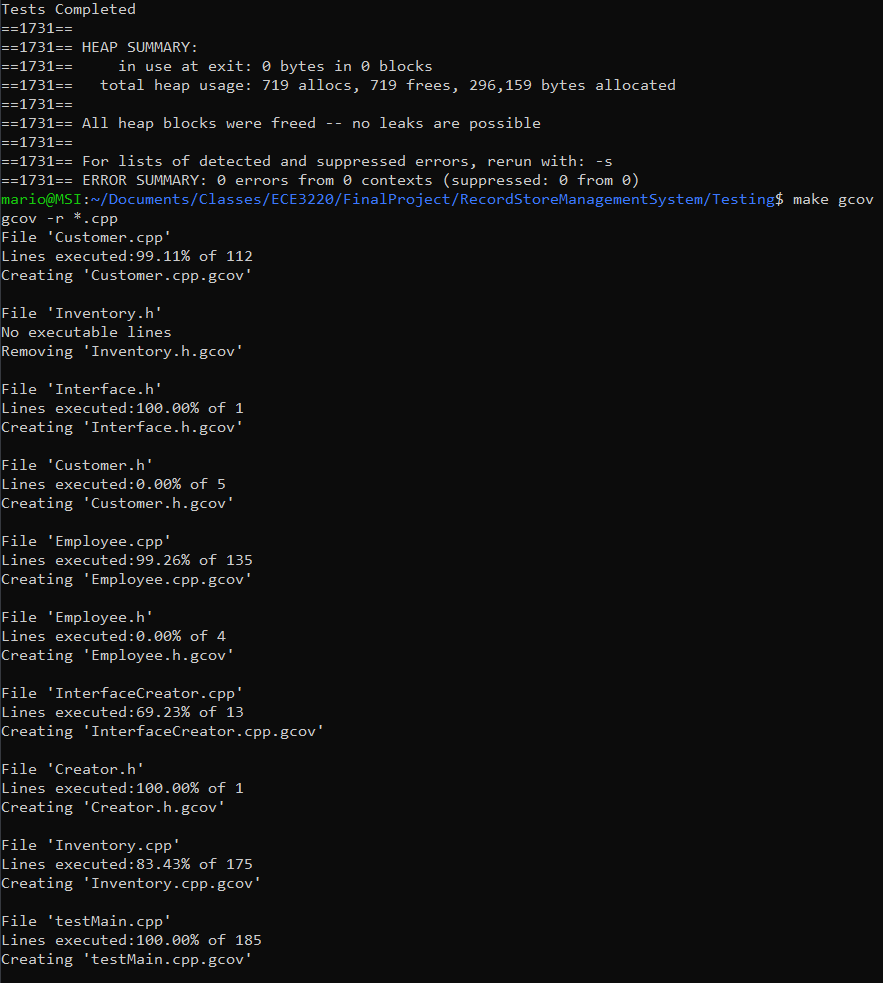 Tests Completed
==1731==
==1731== HEAP SUMMARY:
==1731==     in use at exit: 0 bytes in 0 blocks
==1731==   total heap usage: 719 allocs, 719 frees, 296,159 bytes allocated
==1731==
==1731== All heap blocks were freed -- no leaks are possible
==1731==
==1731== For lists of detected and suppressed errors, rerun with: -s
==1731== ERROR SUMMARY: 0 errors from 0 contexts (suppressed: 0 from 0)
mario@MSI:~/Documents/Classes/ECE3220/FinalProject/RecordStoreManagementSystem/Testing$ make gcov
gcov -r *.cpp
File 'Customer.cpp'
Lines executed:99.11% of 112
Creating 'Customer.cpp.gcov'

File 'Inventory.h'
No executable lines
Removing 'Inventory.h.gcov'

File 'Interface.h'
Lines executed:100.00% of 1
Creating 'Interface.h.gcov'

File 'Customer.h'
Lines executed:0.00% of 5
Creating 'Customer.h.gcov'

File 'Employee.cpp'
Lines executed:99.26% of 135
Creating 'Employee.cpp.gcov'

File 'Employee.h'
Lines executed:0.00% of 4
Creating 'Employee.h.gcov'

File 'InterfaceCreator.cpp'
Lines executed:69.23% of 13
Creating 'InterfaceCreator.cpp.gcov'

File 'Creator.h'
Lines executed:100.00% of 1
Creating 'Creator.h.gcov'

File 'Inventory.cpp'
Lines executed:83.43% of 175
Creating 'Inventory.cpp.gcov'

File 'testMain.cpp'
Lines executed:100.00% of 185
Creating 'testMain.cpp.gcov'